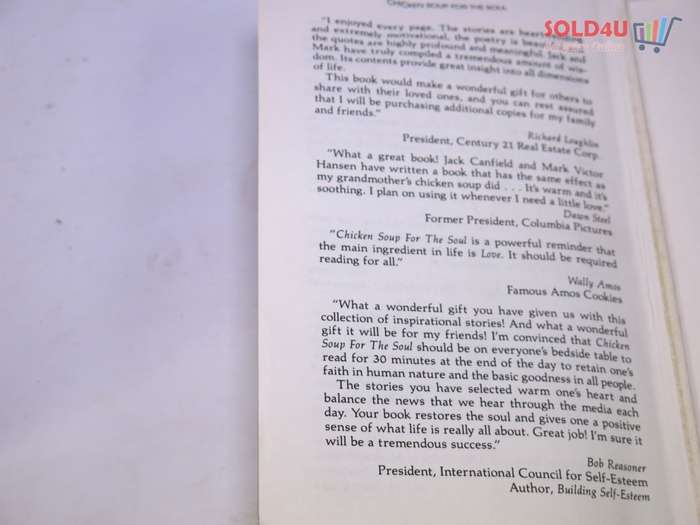 CHICKEN SOUP FOR THE SOUL
SOLD4U
"I enjoyed every page. The stories are heart
and extremely motivational, the poetry is beautiful
the quotes are highly profound and meaningful. Jack and
Mark have truly compiled a tremendous amount of wis-
dom. Its contents provide great insight into all dimensions
of life.
This book would make a wonderful gift for others to
share with their loved ones, and you can rest assured
that I will be purchasing additional copies for my family
and friends."
Richard Loughlin
President, Century 21 Real Estate Corp.
"What a great book! Jack Canfield and Mark Victor
Hansen have written a book that has the same effect as
my grandmother's chicken soup did . . . It's warm and it's
soothing. I plan on using it whenever I need a little love."
Dawn Steel
Former President, Columbia Pictures
"Chicken Soup For The Soul is a powerful reminder that
the main ingredient in life is Love. It should be required
reading for all."
Wally Amos
Famous Amos Cookies
"What a wonderful gift you have given us with this
collection of inspirational stories! And what a wonderful
gift it will be for my friends! I'm convinced that Chicken
Soup For The Soul should be on everyone's bedside table to
read for 30 minutes at the end of the day to retain one's
faith in human nature and the basic goodness in all people.
The stories you have selected warm one's heart and
balance the news that we hear through the media each
day. Your book restores the soul and gives one a positive
sense of what life is really all about. Great job! I'm sure it
will be a tremendous success."
Bob Reasoner
President, International Council for Self-Esteem
Author, Building Self-Esteem